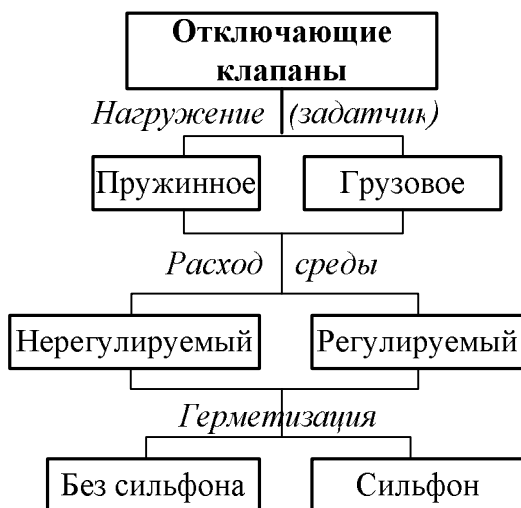 Отключающие
клапаны
Нагружение (задатчик)
Пружинное Грузовое
Расход среды
Нерегулируемый Регулируемый
Герметизация
Без сильфона Сильфон